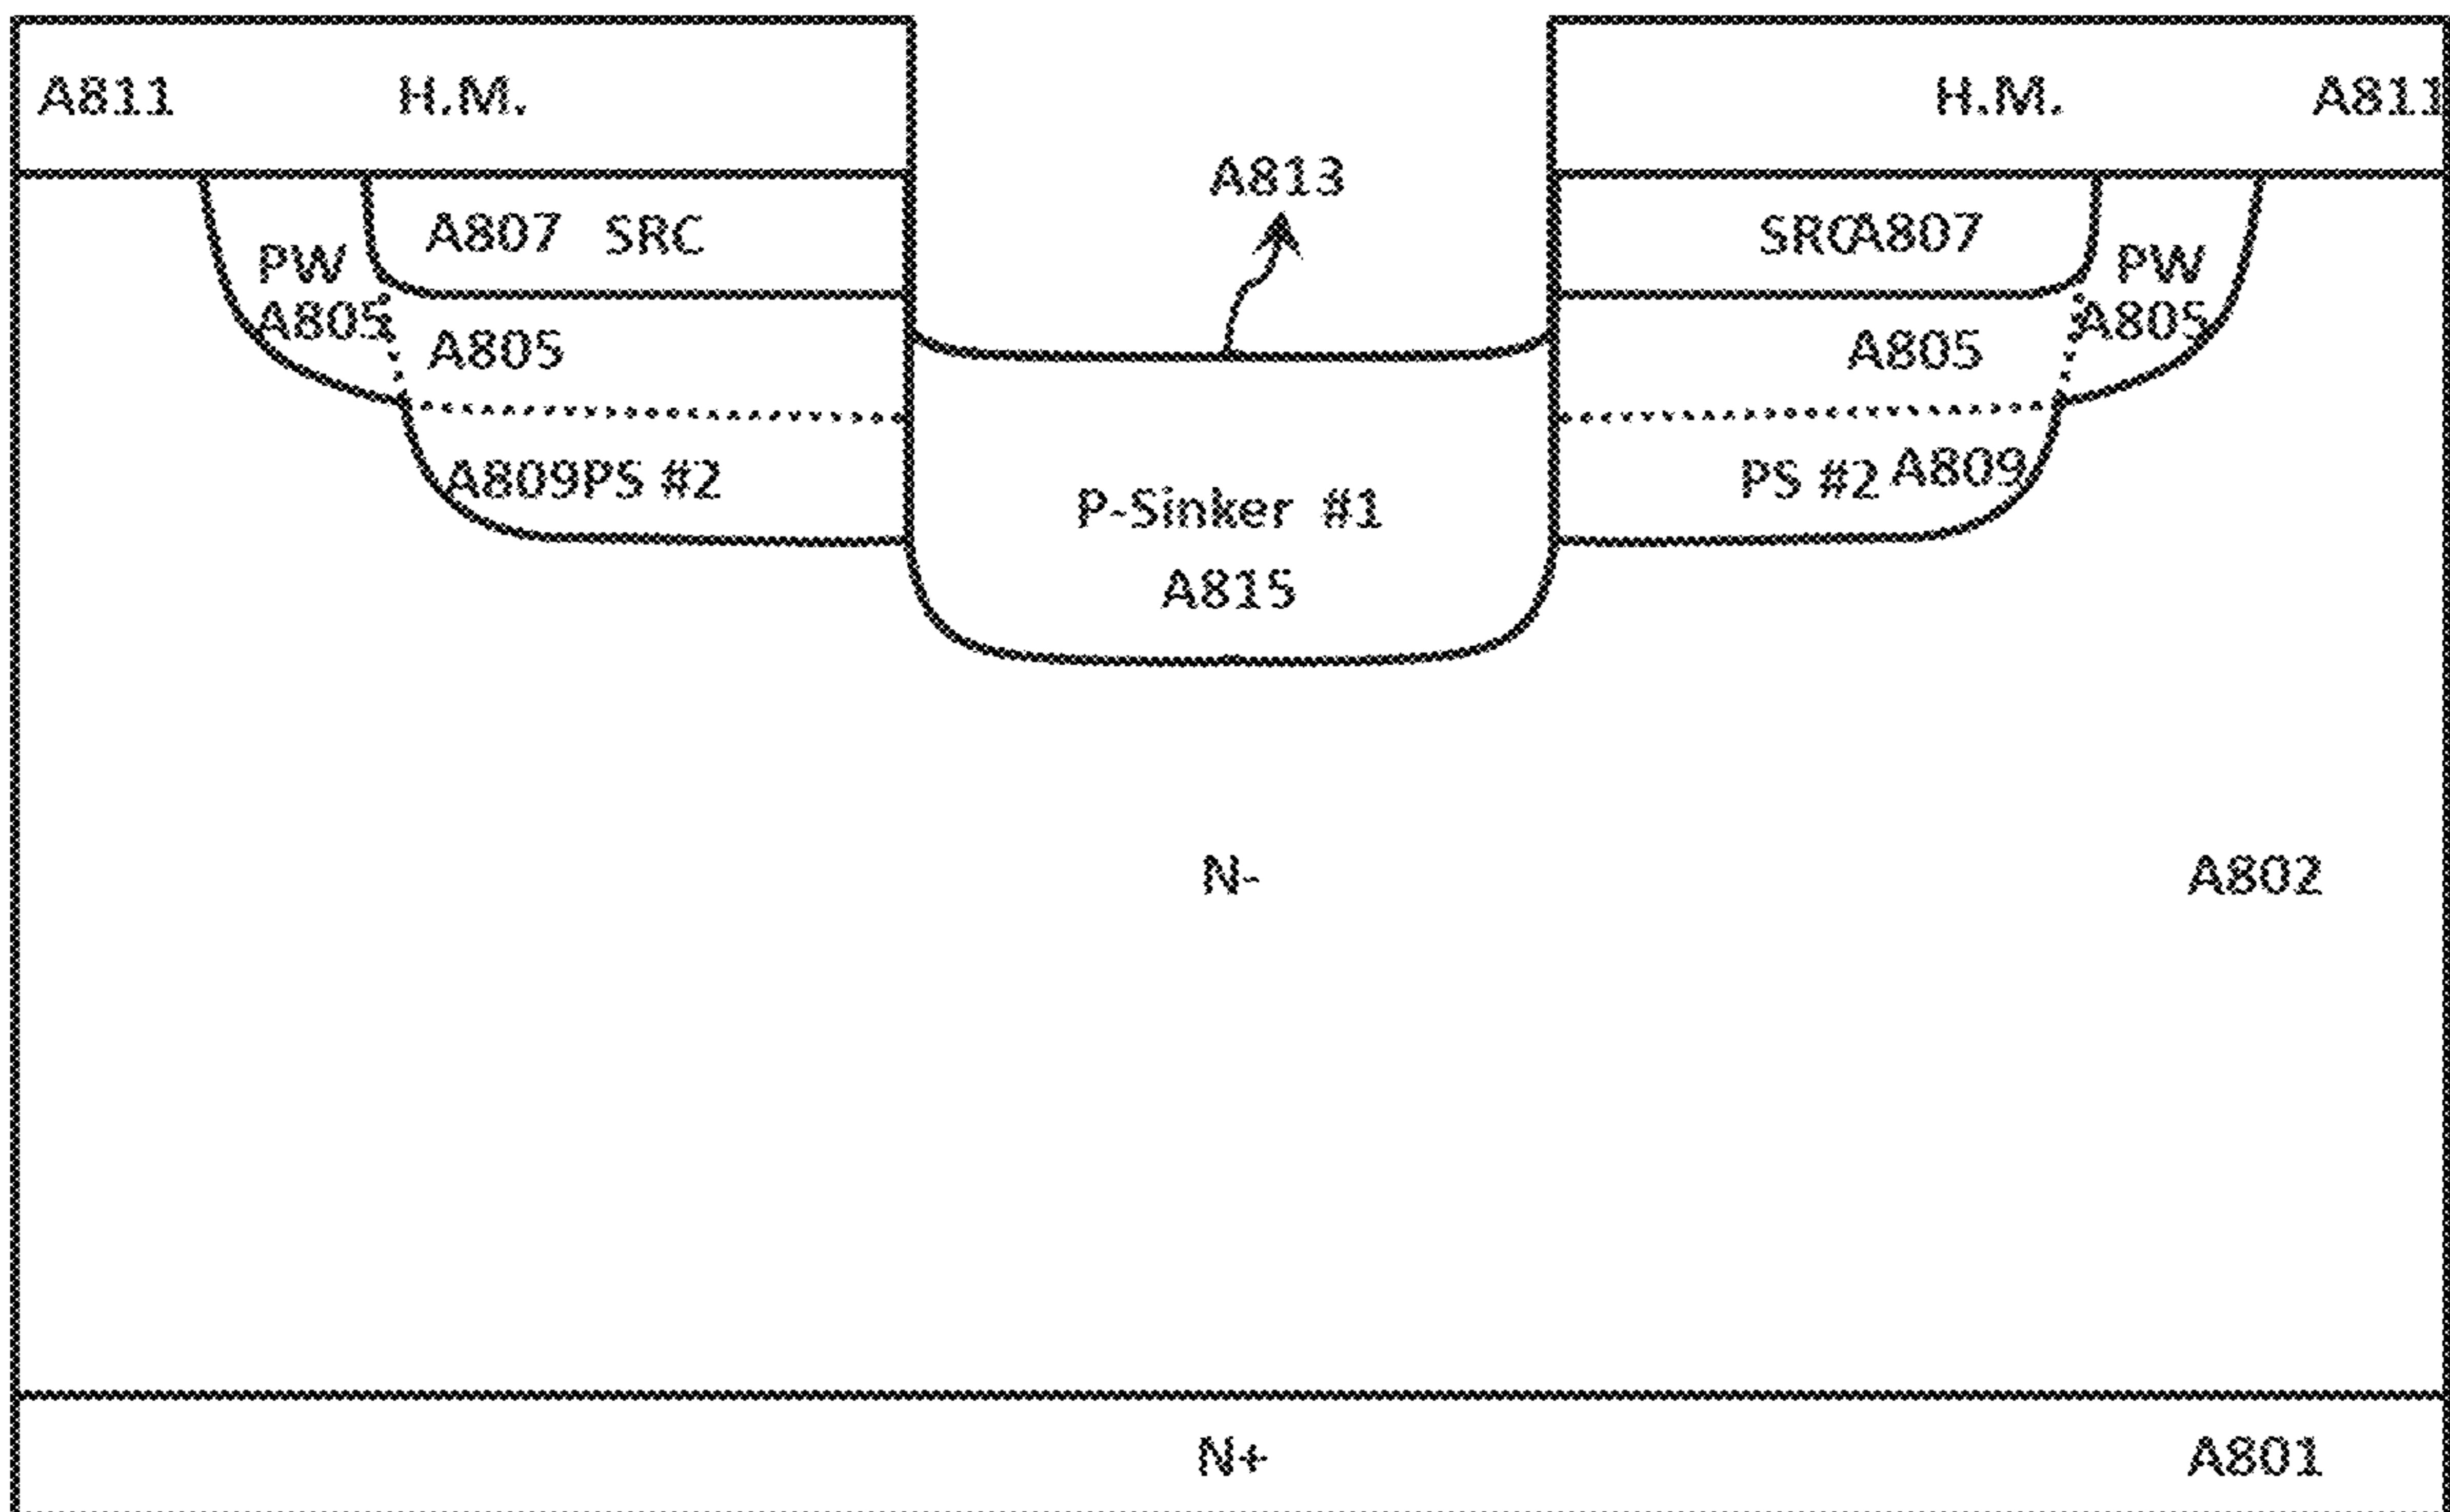 A811 H.M. H.M. A811
A813
A807 SRC SRCA807
PW PW
A805 A805
A805 A805
A809PS #2 PS #2 A809
P-Sinker #1
A815
N- A802
N+ A801